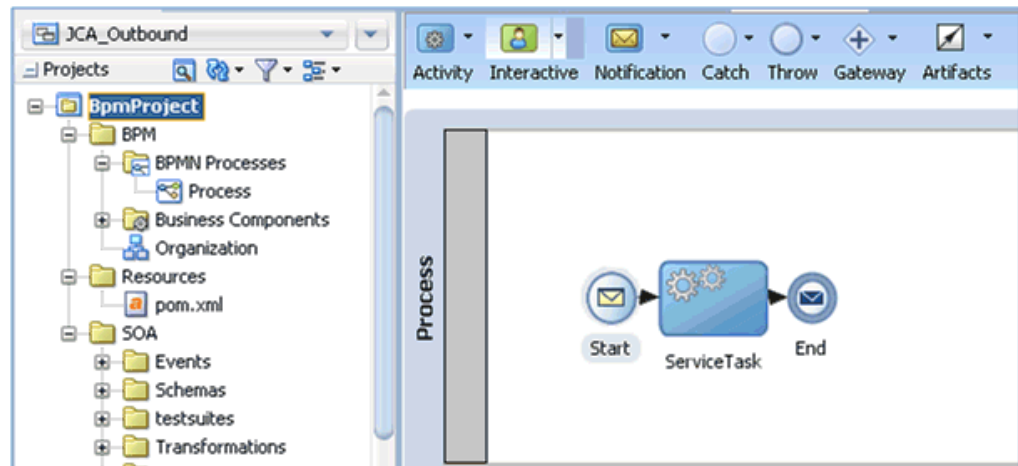 JCA_Outbound
Projects
BpmProject
BPM
BPMN Processes
Process
Business Components
Organization
Resources
pom.xml
SOA
Events
Schemas
testsuites
Transformations
Activity Interactive Notification Catch Throw Gateway Artifacts
Process
Start
ServiceTask
End